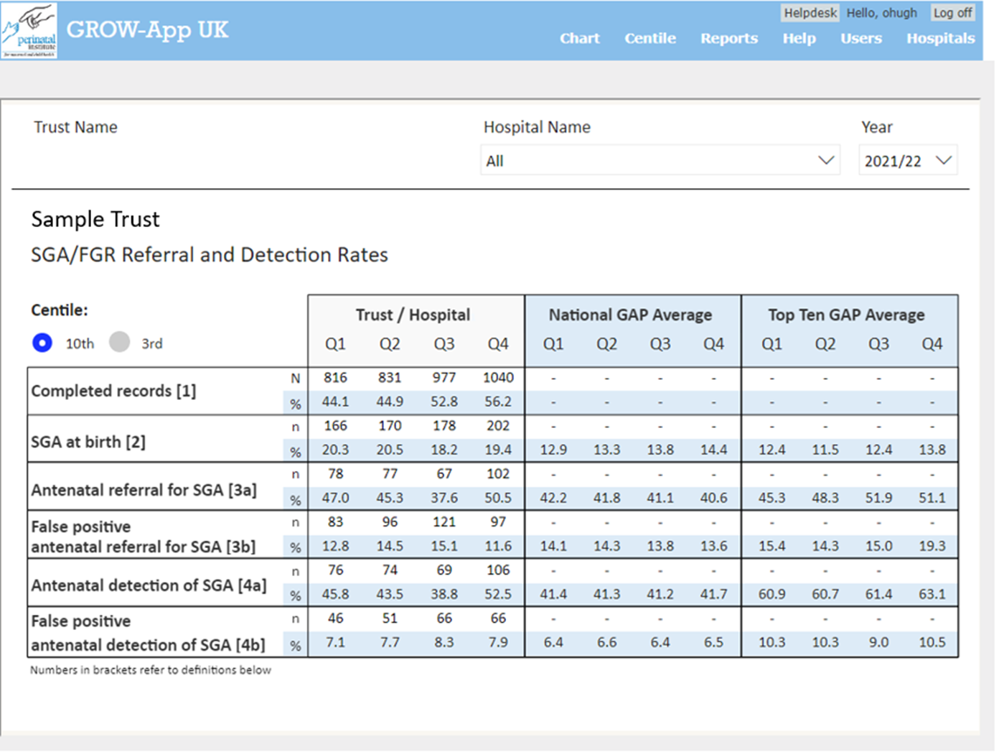 Helpdesk Hello, ohugh Log off
perinatal
institute
for maternal and child health
GROW-App UK
Chart Centile Reports Help Users Hospitals
Trust Name Hospital Name Year
All 2021/22
Sample Trust
SGA/FGR Referral and Detection Rates
Centile:
10th 3rd
Trust / Hospital National GAP Average Top Ten GAP Average
Q1 Q2 Q3 Q4 Q1 Q2 Q3 Q4 Q1 Q2 Q3 Q4
Completed records [1]
N 816 831 977 1040 - - - - - - - -
% 44.1 44.9 52.8 56.2 - - - - - - - -
SGA at birth [2]
n 166 170 178 202 - - - - - - - -
% 20.3 20.5 18.2 19.4 12.9 13.3 13.8 14.4 12.4 11.5 12.4 13.8
Antenatal referral for SGA [3a]
n 78 77 67 102 - - - - - - - -
% 47.0 45.3 37.6 50.5 42.2 41.8 41.1 40.6 45.3 48.3 51.9 51.1
False positive
antenatal referral for SGA [3b]
n 83 96 121 97 - - - - - - - -
% 12.8 14.5 15.1 11.6 14.1 14.3 13.8 13.6 15.4 14.3 15.0 19.3
Antenatal detection of SGA [4a]
n 76 74 69 106 - - - - - - - -
% 45.8 43.5 38.8 52.5 41.4 41.3 41.2 41.7 60.9 60.7 61.4 63.1
False positive
antenatal detection of SGA [4b]
n 46 51 66 66 - - - - - - - -
% 7.1 7.7 8.3 7.9 6.4 6.6 6.4 6.5 10.3 10.3 9.0 10.5
Numbers in brackets refer to definitions below